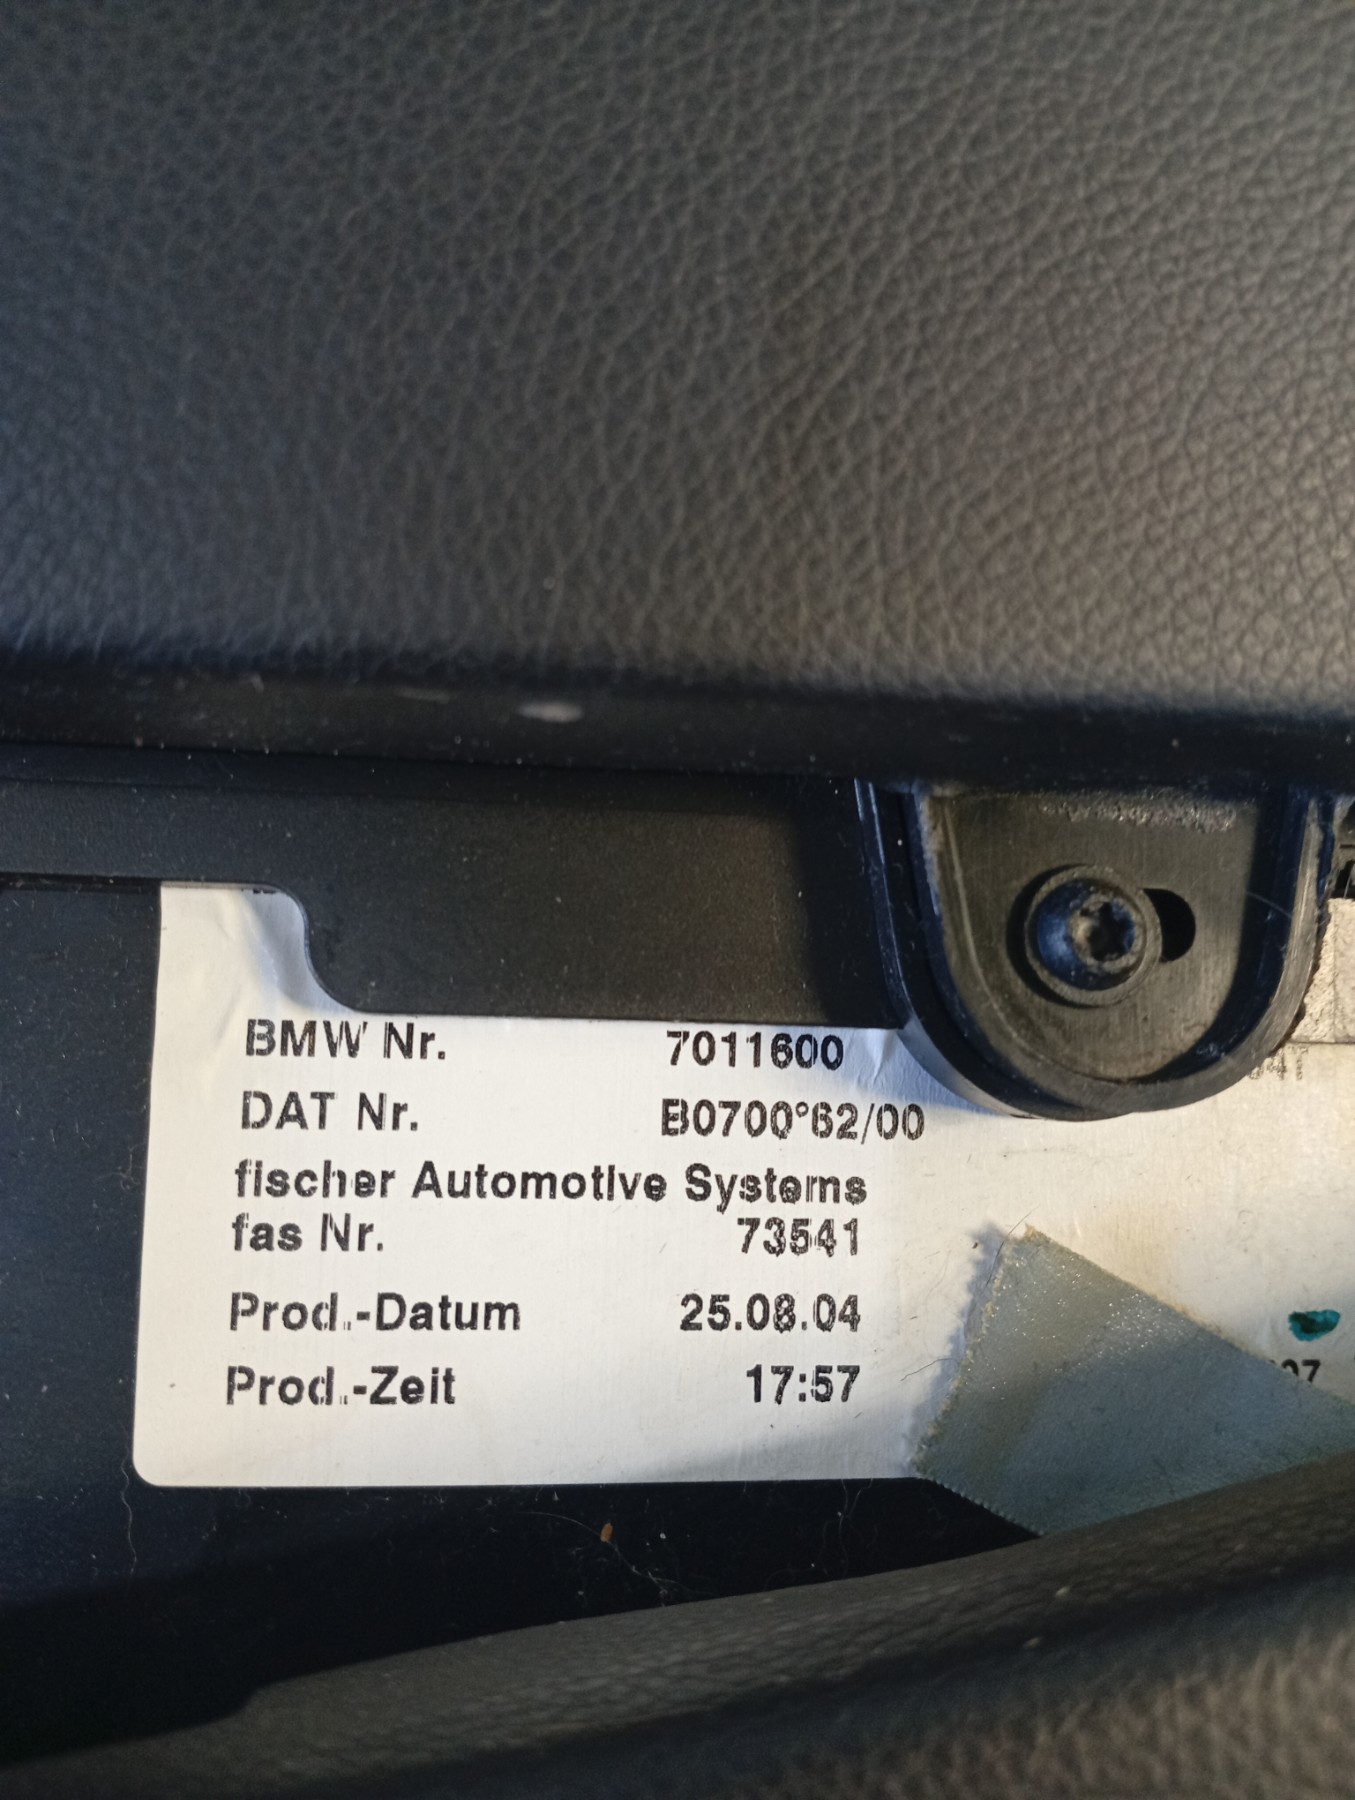 BMW Nr. 7011600
DAT Nr. B0700°62/00
fischer Automotive Systems
fas Nr. 73541
Prod.-Datum 25.08.04
Prod.-Zeit 17:57